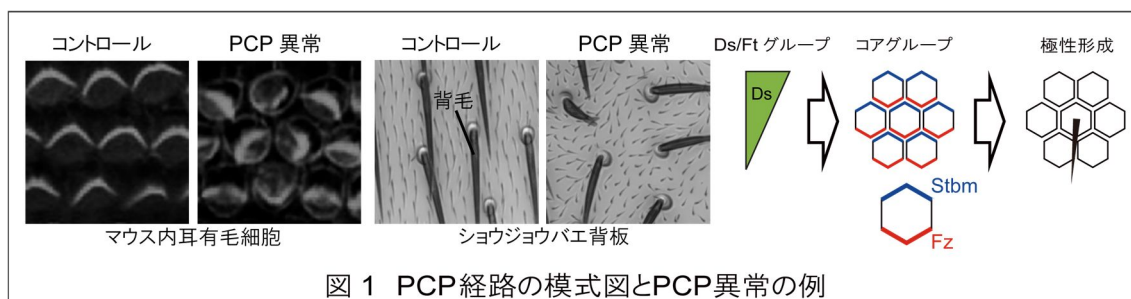 コントロール
PCP 異常
コントロール
PCP 異常
Ds/Ft グループ
コアグループ
極性形成
背毛
Ds
Stbm
Fz
マウス内耳有毛細胞
ショウジョウバエ背板
図 1 PCP経路の模式図とPCP異常の例